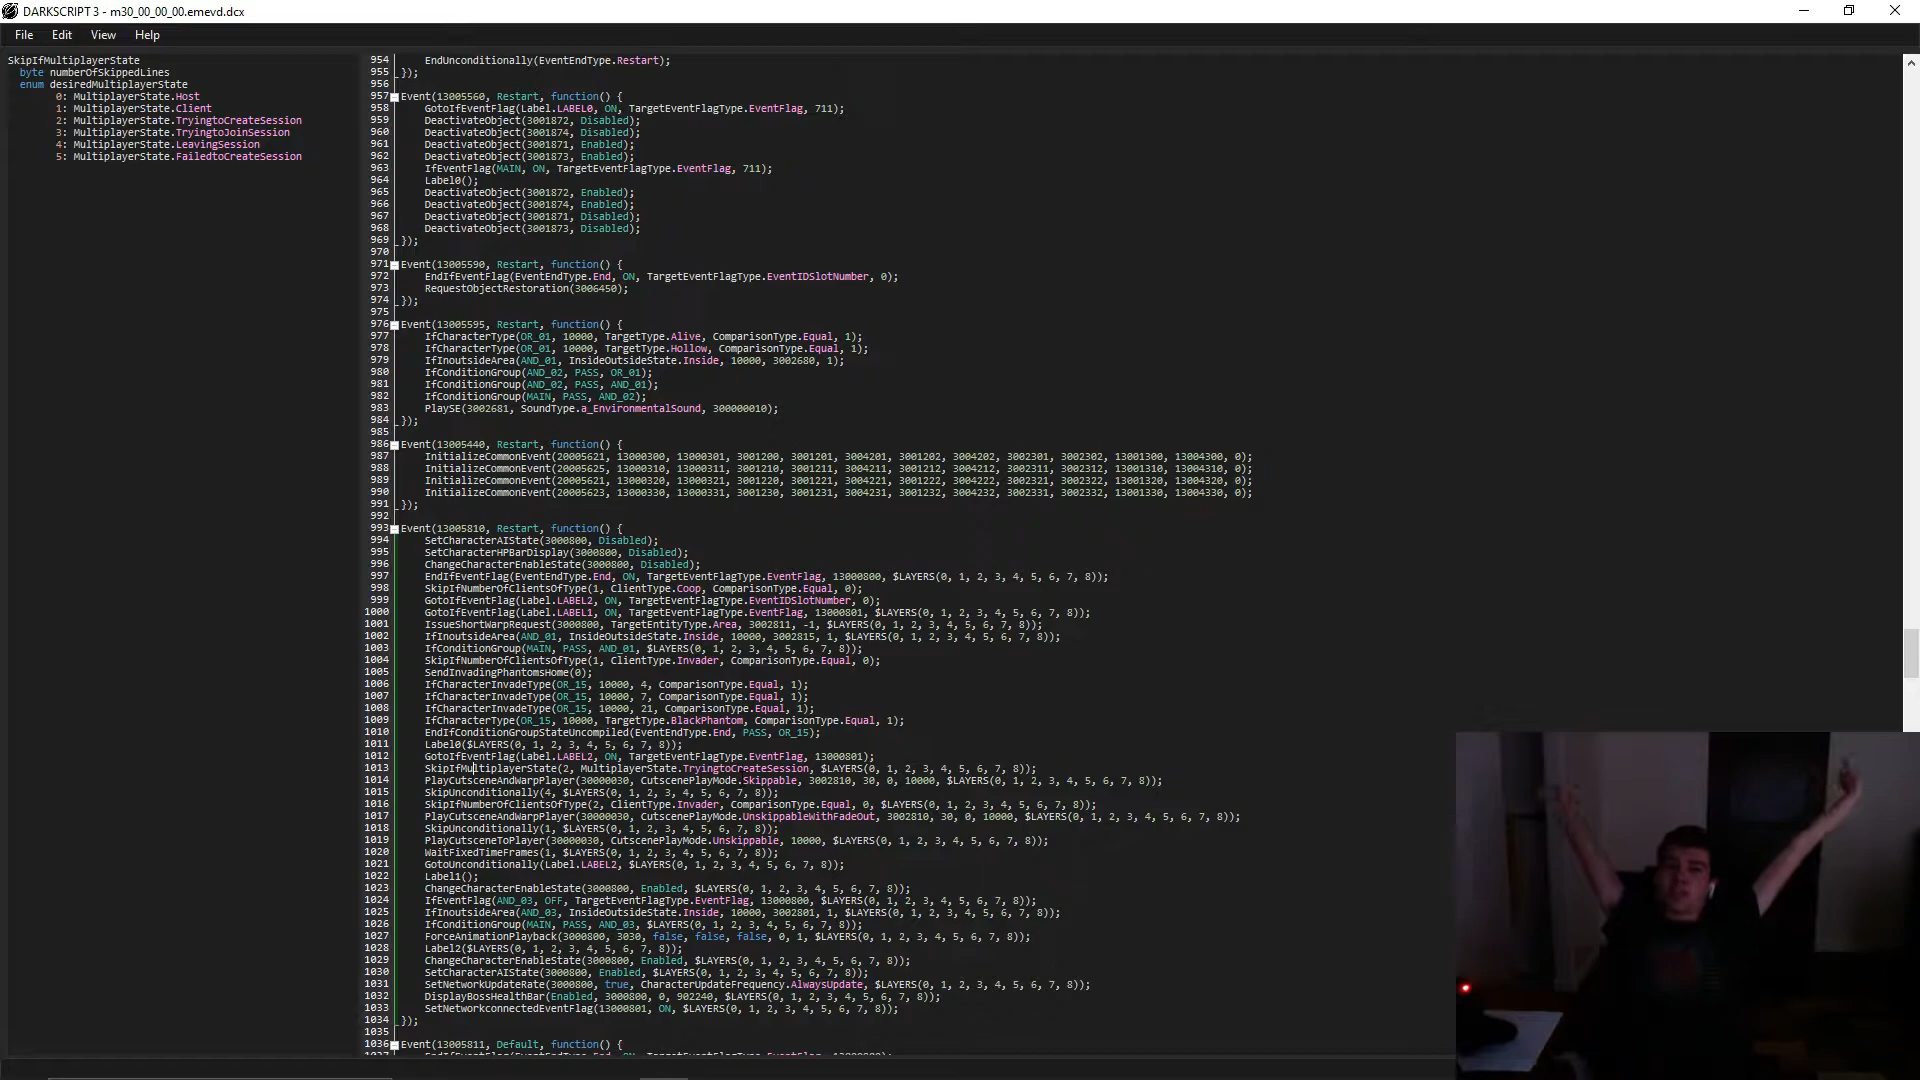 DARKSCRIPT 3 - m30_00_00_00.emevd.dcx
File Edit View Help
SkipIfMultiplayerState
byte numberOfSkippedLines
enum desiredMultiplayerState
0: MultiplayerState.Host
1: MultiplayerState.Client
2: MultiplayerState.TryingtoCreateSession
3: MultiplayerState.TryingtoJoinSession
4: MultiplayerState.LeavingSession
5: MultiplayerState.FailedtoCreateSession
954 EndUnconditionally(EventEndType.Restart);
955 });
956
957 Event(13005560, Restart, function() {
958 GotoIfEventFlag(Label.LABEL0, ON, TargetEventFlagType.EventFlag, 711);
959 DeactivateObject(3001872, Disabled);
960 DeactivateObject(3001874, Disabled);
961 DeactivateObject(3001871, Enabled);
962 DeactivateObject(3001873, Enabled);
963 IfEventFlag(MAIN, ON, TargetEventFlagType.EventFlag, 711);
964 Label0();
965 DeactivateObject(3001872, Enabled);
966 DeactivateObject(3001874, Enabled);
967 DeactivateObject(3001871, Disabled);
968 DeactivateObject(3001873, Disabled);
969 });
970
971 Event(13005590, Restart, function() {
972 EndIfEventFlag(EventEndType.End, ON, TargetEventFlagType.EventIDSlotNumber, 0);
973 RequestObjectRestoration(3006450);
974 });
975
976 Event(13005595, Restart, function() {
977 IfCharacterType(OR_01, 10000, TargetType.Alive, ComparisonType.Equal, 1);
978 IfCharacterType(OR_01, 10000, TargetType.Hollow, ComparisonType.Equal, 1);
979 IfInoutsideArea(AND_01, InsideOutsideState.Inside, 10000, 3002680, 1);
980 IfConditionGroup(AND_02, PASS, OR_01);
981 IfConditionGroup(AND_02, PASS, AND_01);
982 IfConditionGroup(MAIN, PASS, AND_02);
983 PlaySE(3002681, SoundType.a_EnvironmentalSound, 300000010);
984 });
985
986 Event(13005440, Restart, function() {
987 InitializeCommonEvent(20005621, 13000300, 13000301, 3001200, 3001201, 3004201, 3001202, 3004202, 3002301, 3002302, 13001300, 13004300, 0);
988 InitializeCommonEvent(20005625, 13000310, 13000311, 3001210, 3001211, 3004211, 3001212, 3004212, 3002311, 3002312, 13001310, 13004310, 0);
989 InitializeCommonEvent(20005621, 13000320, 13000321, 3001220, 3001221, 3004221, 3001222, 3004222, 3002321, 3002322, 13001320, 13004320, 0);
990 InitializeCommonEvent(20005623, 13000330, 13000331, 3001230, 3001231, 3004231, 3001232, 3004232, 3002331, 3002332, 13001330, 13004330, 0);
991 });
992
993 Event(13005810, Restart, function() {
994 SetCharacterAIState(3000800, Disabled);
995 SetCharacterHPBarDisplay(3000800, Disabled);
996 ChangeCharacterEnableState(3000800, Disabled);
997 EndIfEventFlag(EventEndType.End, ON, TargetEventFlagType.EventFlag, 13000800, $LAYERS(0, 1, 2, 3, 4, 5, 6, 7, 8));
998 SkipIfNumberOfClientsOfType(1, ClientType.Coop, ComparisonType.Equal, 0);
999 GotoIfEventFlag(Label.LABEL2, ON, TargetEventFlagType.EventIDSlotNumber, 0);
1000 GotoIfEventFlag(Label.LABEL1, ON, TargetEventFlagType.EventFlag, 13000801, $LAYERS(0, 1, 2, 3, 4, 5, 6, 7, 8));
1001 IssueShortWarpRequest(3000800, TargetEntityType.Area, 3002811, -1, $LAYERS(0, 1, 2, 3, 4, 5, 6, 7, 8));
1002 IfInoutsideArea(AND_01, InsideOutsideState.Inside, 10000, 3002815, 1, $LAYERS(0, 1, 2, 3, 4, 5, 6, 7, 8));
1003 IfConditionGroup(MAIN, PASS, AND_01, $LAYERS(0, 1, 2, 3, 4, 5, 6, 7, 8));
1004 SkipIfNumberOfClientsOfType(1, ClientType.Invader, ComparisonType.Equal, 0);
1005 SendInvadingPhantomsHome(0);
1006 IfCharacterInvadeType(OR_15, 10000, 4, ComparisonType.Equal, 1);
1007 IfCharacterInvadeType(OR_15, 10000, 7, ComparisonType.Equal, 1);
1008 IfCharacterInvadeType(OR_15, 10000, 21, ComparisonType.Equal, 1);
1009 IfCharacterType(OR_15, 10000, TargetType.BlackPhantom, ComparisonType.Equal, 1);
1010 EndIfConditionGroupStateUncompiled(EventEndType.End, PASS, OR_15);
1011 Label0($LAYERS(0, 1, 2, 3, 4, 5, 6, 7, 8));
1012 GotoIfEventFlag(Label.LABEL2, ON, TargetEventFlagType.EventFlag, 13000801);
1013 SkipIfMultiplayerState(2, MultiplayerState.TryingtoCreateSession, $LAYERS(0, 1, 2, 3, 4, 5, 6, 7, 8));
1014 PlayCutsceneAndWarpPlayer(30000030, CutscenePlayMode.Skippable, 3002810, 30, 0, 10000, $LAYERS(0, 1, 2, 3, 4, 5, 6, 7, 8));
1015 SkipUnconditionally(4, $LAYERS(0, 1, 2, 3, 4, 5, 6, 7, 8));
1016 SkipIfNumberOfClientsOfType(2, ClientType.Invader, ComparisonType.Equal, 0, $LAYERS(0, 1, 2, 3, 4, 5, 6, 7, 8));
1017 PlayCutsceneAndWarpPlayer(30000030, CutscenePlayMode.UnskippableWithFadeOut, 3002810, 30, 0, 10000, $LAYERS(0, 1, 2, 3, 4, 5, 6, 7, 8));
1018 SkipUnconditionally(1, $LAYERS(0, 1, 2, 3, 4, 5, 6, 7, 8));
1019 PlayCutsceneToPlayer(30000030, CutscenePlayMode.Unskippable, 10000, $LAYERS(0, 1, 2, 3, 4, 5, 6, 7, 8));
1020 WaitFixedTimeFrames(1, $LAYERS(0, 1, 2, 3, 4, 5, 6, 7, 8));
1021 GotoUnconditionally(Label.LABEL2, $LAYERS(0, 1, 2, 3, 4, 5, 6, 7, 8));
1022 Label1();
1023 ChangeCharacterEnableState(3000800, Enabled, $LAYERS(0, 1, 2, 3, 4, 5, 6, 7, 8));
1024 IfEventFlag(AND_03, OFF, TargetEventFlagType.EventFlag, 13000800, $LAYERS(0, 1, 2, 3, 4, 5, 6, 7, 8));
1025 IfInoutsideArea(AND_03, InsideOutsideState.Inside, 10000, 3002801, 1, $LAYERS(0, 1, 2, 3, 4, 5, 6, 7, 8));
1026 IfConditionGroup(MAIN, PASS, AND_03, $LAYERS(0, 1, 2, 3, 4, 5, 6, 7, 8));
1027 ForceAnimationPlayback(3000800, 3030, false, false, false, 0, 1, $LAYERS(0, 1, 2, 3, 4, 5, 6, 7, 8));
1028 Label2($LAYERS(0, 1, 2, 3, 4, 5, 6, 7, 8));
1029 ChangeCharacterEnableState(3000800, Enabled, $LAYERS(0, 1, 2, 3, 4, 5, 6, 7, 8));
1030 SetCharacterAIState(3000800, Enabled, $LAYERS(0, 1, 2, 3, 4, 5, 6, 7, 8));
1031 SetNetworkUpdateRate(3000800, true, CharacterUpdateFrequency.AlwaysUpdate, $LAYERS(0, 1, 2, 3, 4, 5, 6, 7, 8));
1032 DisplayBossHealthBar(Enabled, 3000800, 0, 902240, $LAYERS(0, 1, 2, 3, 4, 5, 6, 7, 8));
1033 SetNetworkconnectedEventFlag(13000801, ON, $LAYERS(0, 1, 2, 3, 4, 5, 6, 7, 8));
1034 });
1035
1036 Event(13005811, Default, function() {